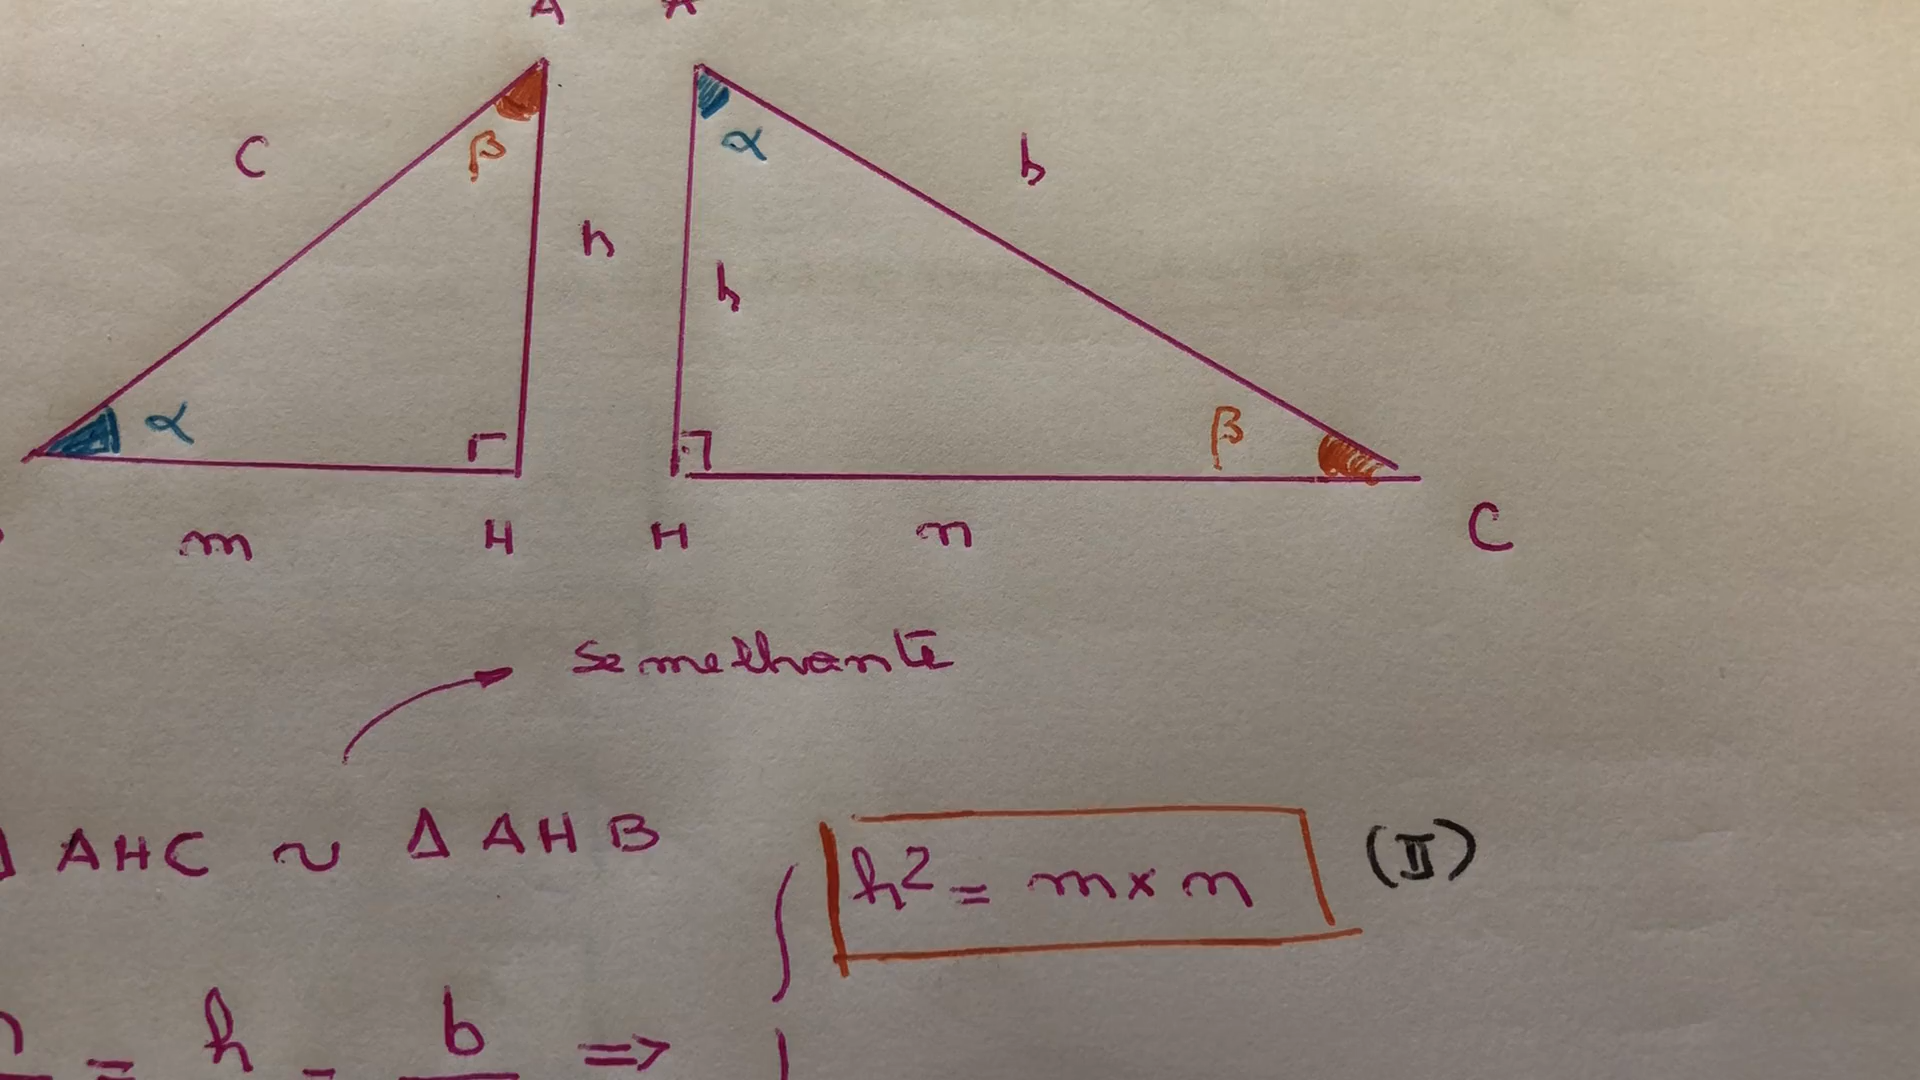 A A
C β α b
h h
α β
m H H n C
semelhante
Δ AHC ~ Δ AHB
h² = m x n (II)
= h = b =>